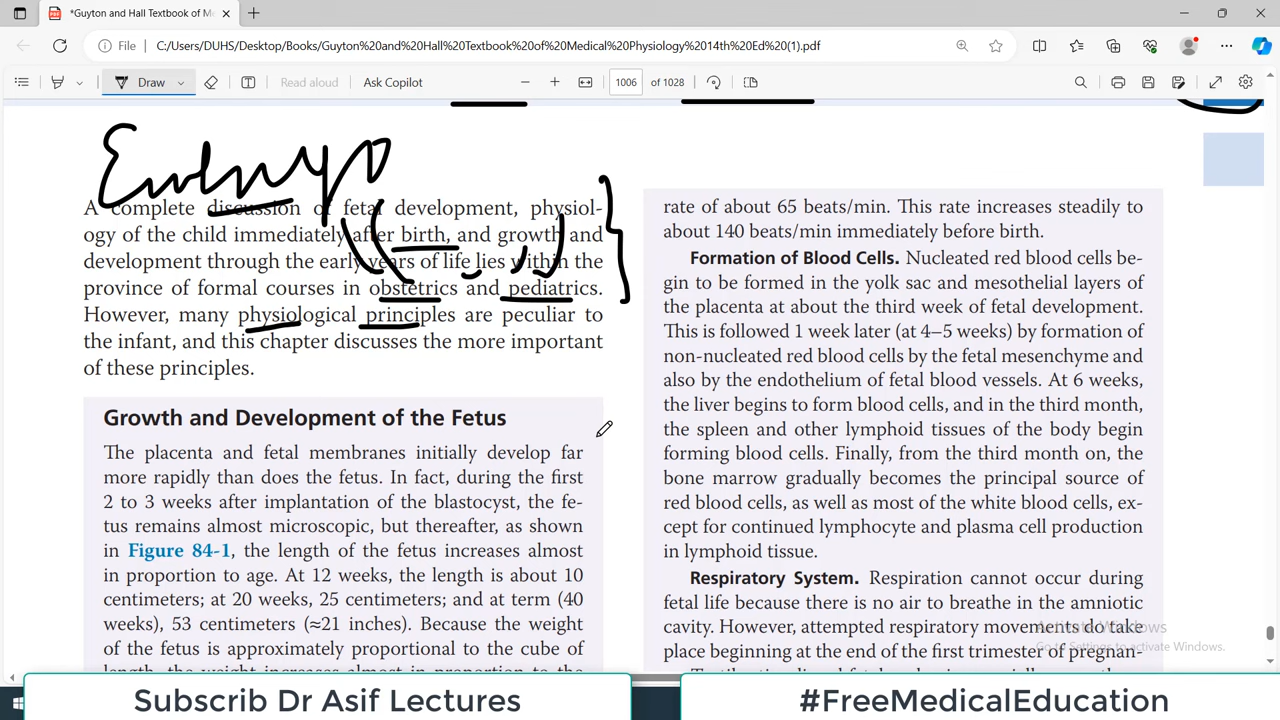 *Guyton and Hall Textbook of Me
File
C:/Users/DUHS/Desktop/Books/Guyton%20and%20Hall%20Textbook%20of%20Medical%20Physiology%2014th%20Ed%20(1).pdf
Draw
Read aloud
Ask Copilot
1006 of 1028
A complete discussion of fetal development, physiol-
ogy of the child immediately after birth, and growth and
development through the early years of life lies within the
province of formal courses in obstetrics and pediatrics.
However, many physiological principles are peculiar to
the infant, and this chapter discusses the more important
of these principles.
Growth and Development of the Fetus
The placenta and fetal membranes initially develop far
more rapidly than does the fetus. In fact, during the first
2 to 3 weeks after implantation of the blastocyst, the fe-
tus remains almost microscopic, but thereafter, as shown
in Figure 84-1, the length of the fetus increases almost
in proportion to age. At 12 weeks, the length is about 10
centimeters; at 20 weeks, 25 centimeters; and at term (40
weeks), 53 centimeters (≈21 inches). Because the weight
of the fetus is approximately proportional to the cube of
length, the weight increases almost in proportion to the
rate of about 65 beats/min. This rate increases steadily to
about 140 beats/min immediately before birth.
Formation of Blood Cells. Nucleated red blood cells be-
gin to be formed in the yolk sac and mesothelial layers of
the placenta at about the third week of fetal development.
This is followed 1 week later (at 4–5 weeks) by formation of
non-nucleated red blood cells by the fetal mesenchyme and
also by the endothelium of fetal blood vessels. At 6 weeks,
the liver begins to form blood cells, and in the third month,
the spleen and other lymphoid tissues of the body begin
forming blood cells. Finally, from the third month on, the
bone marrow gradually becomes the principal source of
red blood cells, as well as most of the white blood cells, ex-
cept for continued lymphocyte and plasma cell production
in lymphoid tissue.
Respiratory System. Respiration cannot occur during
fetal life because there is no air to breathe in the amniotic
cavity. However, attempted respiratory movements do take
place beginning at the end of the first trimester of pregnan-
Activate Windows
Go to Settings to activate Windows.
Subscrib Dr Asif Lectures
#FreeMedicalEducation